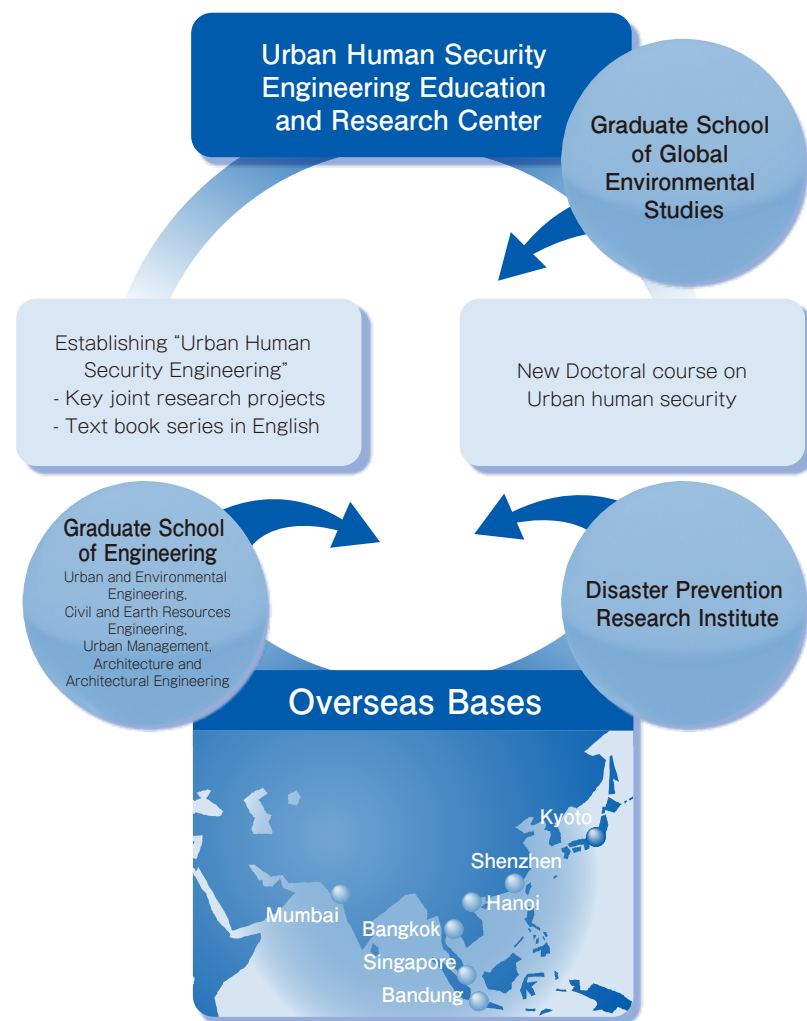 Urban Human Security
Engineering Education
and Research Center
Graduate School
of Global
Environmental
Studies
Establishing “Urban Human
Security Engineering”
- Key joint research projects
- Text book series in English
New Doctoral course on
Urban human security
Graduate School
of Engineering
Urban and Environmental
Engineering,
Civil and Earth Resources
Engineering,
Urban Management,
Architecture and
Architectural Engineering
Disaster Prevention
Research Institute
Overseas Bases
Kyoto
Shenzhen
Hanoi
Mumbai
Bangkok
Singapore
Bandung